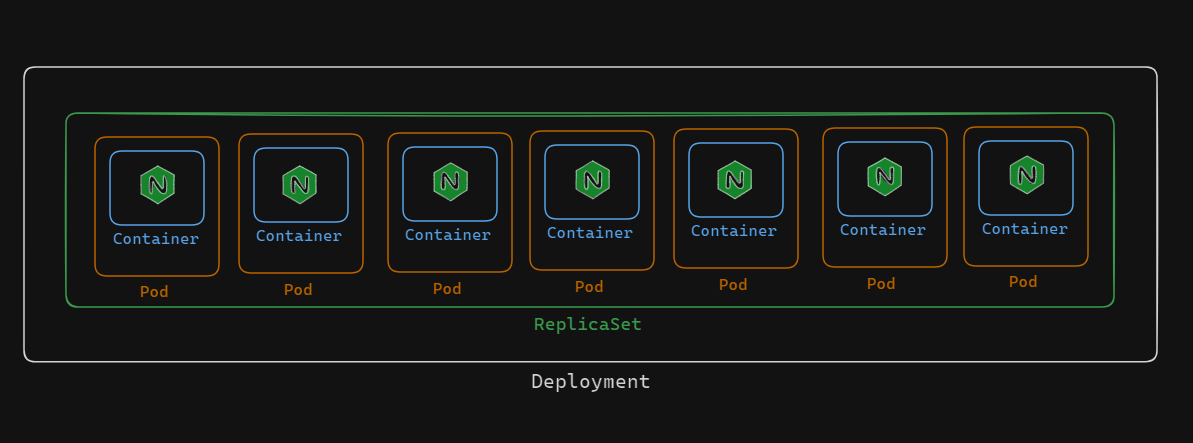 N N N N N N N
Container Container Container Container Container Container Container
Pod Pod Pod Pod Pod Pod Pod
ReplicaSet
Deployment